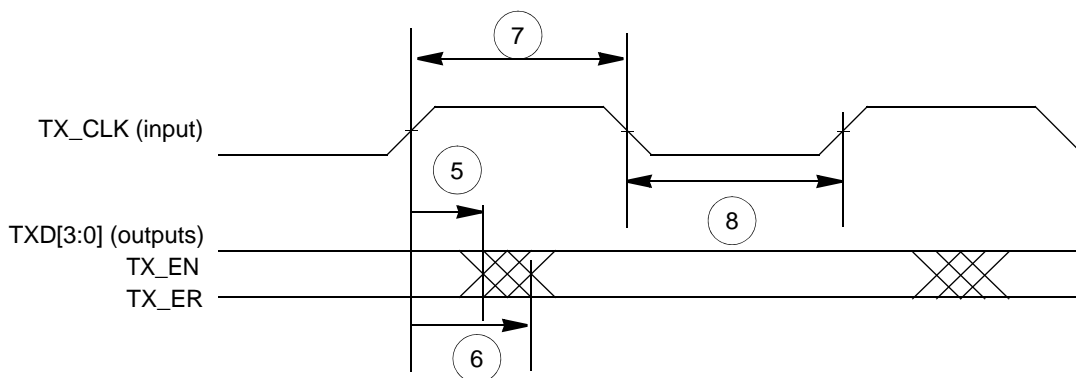 7
TX_CLK (input)
5
8
TXD[3:0] (outputs)
TX_EN
TX_ER
6